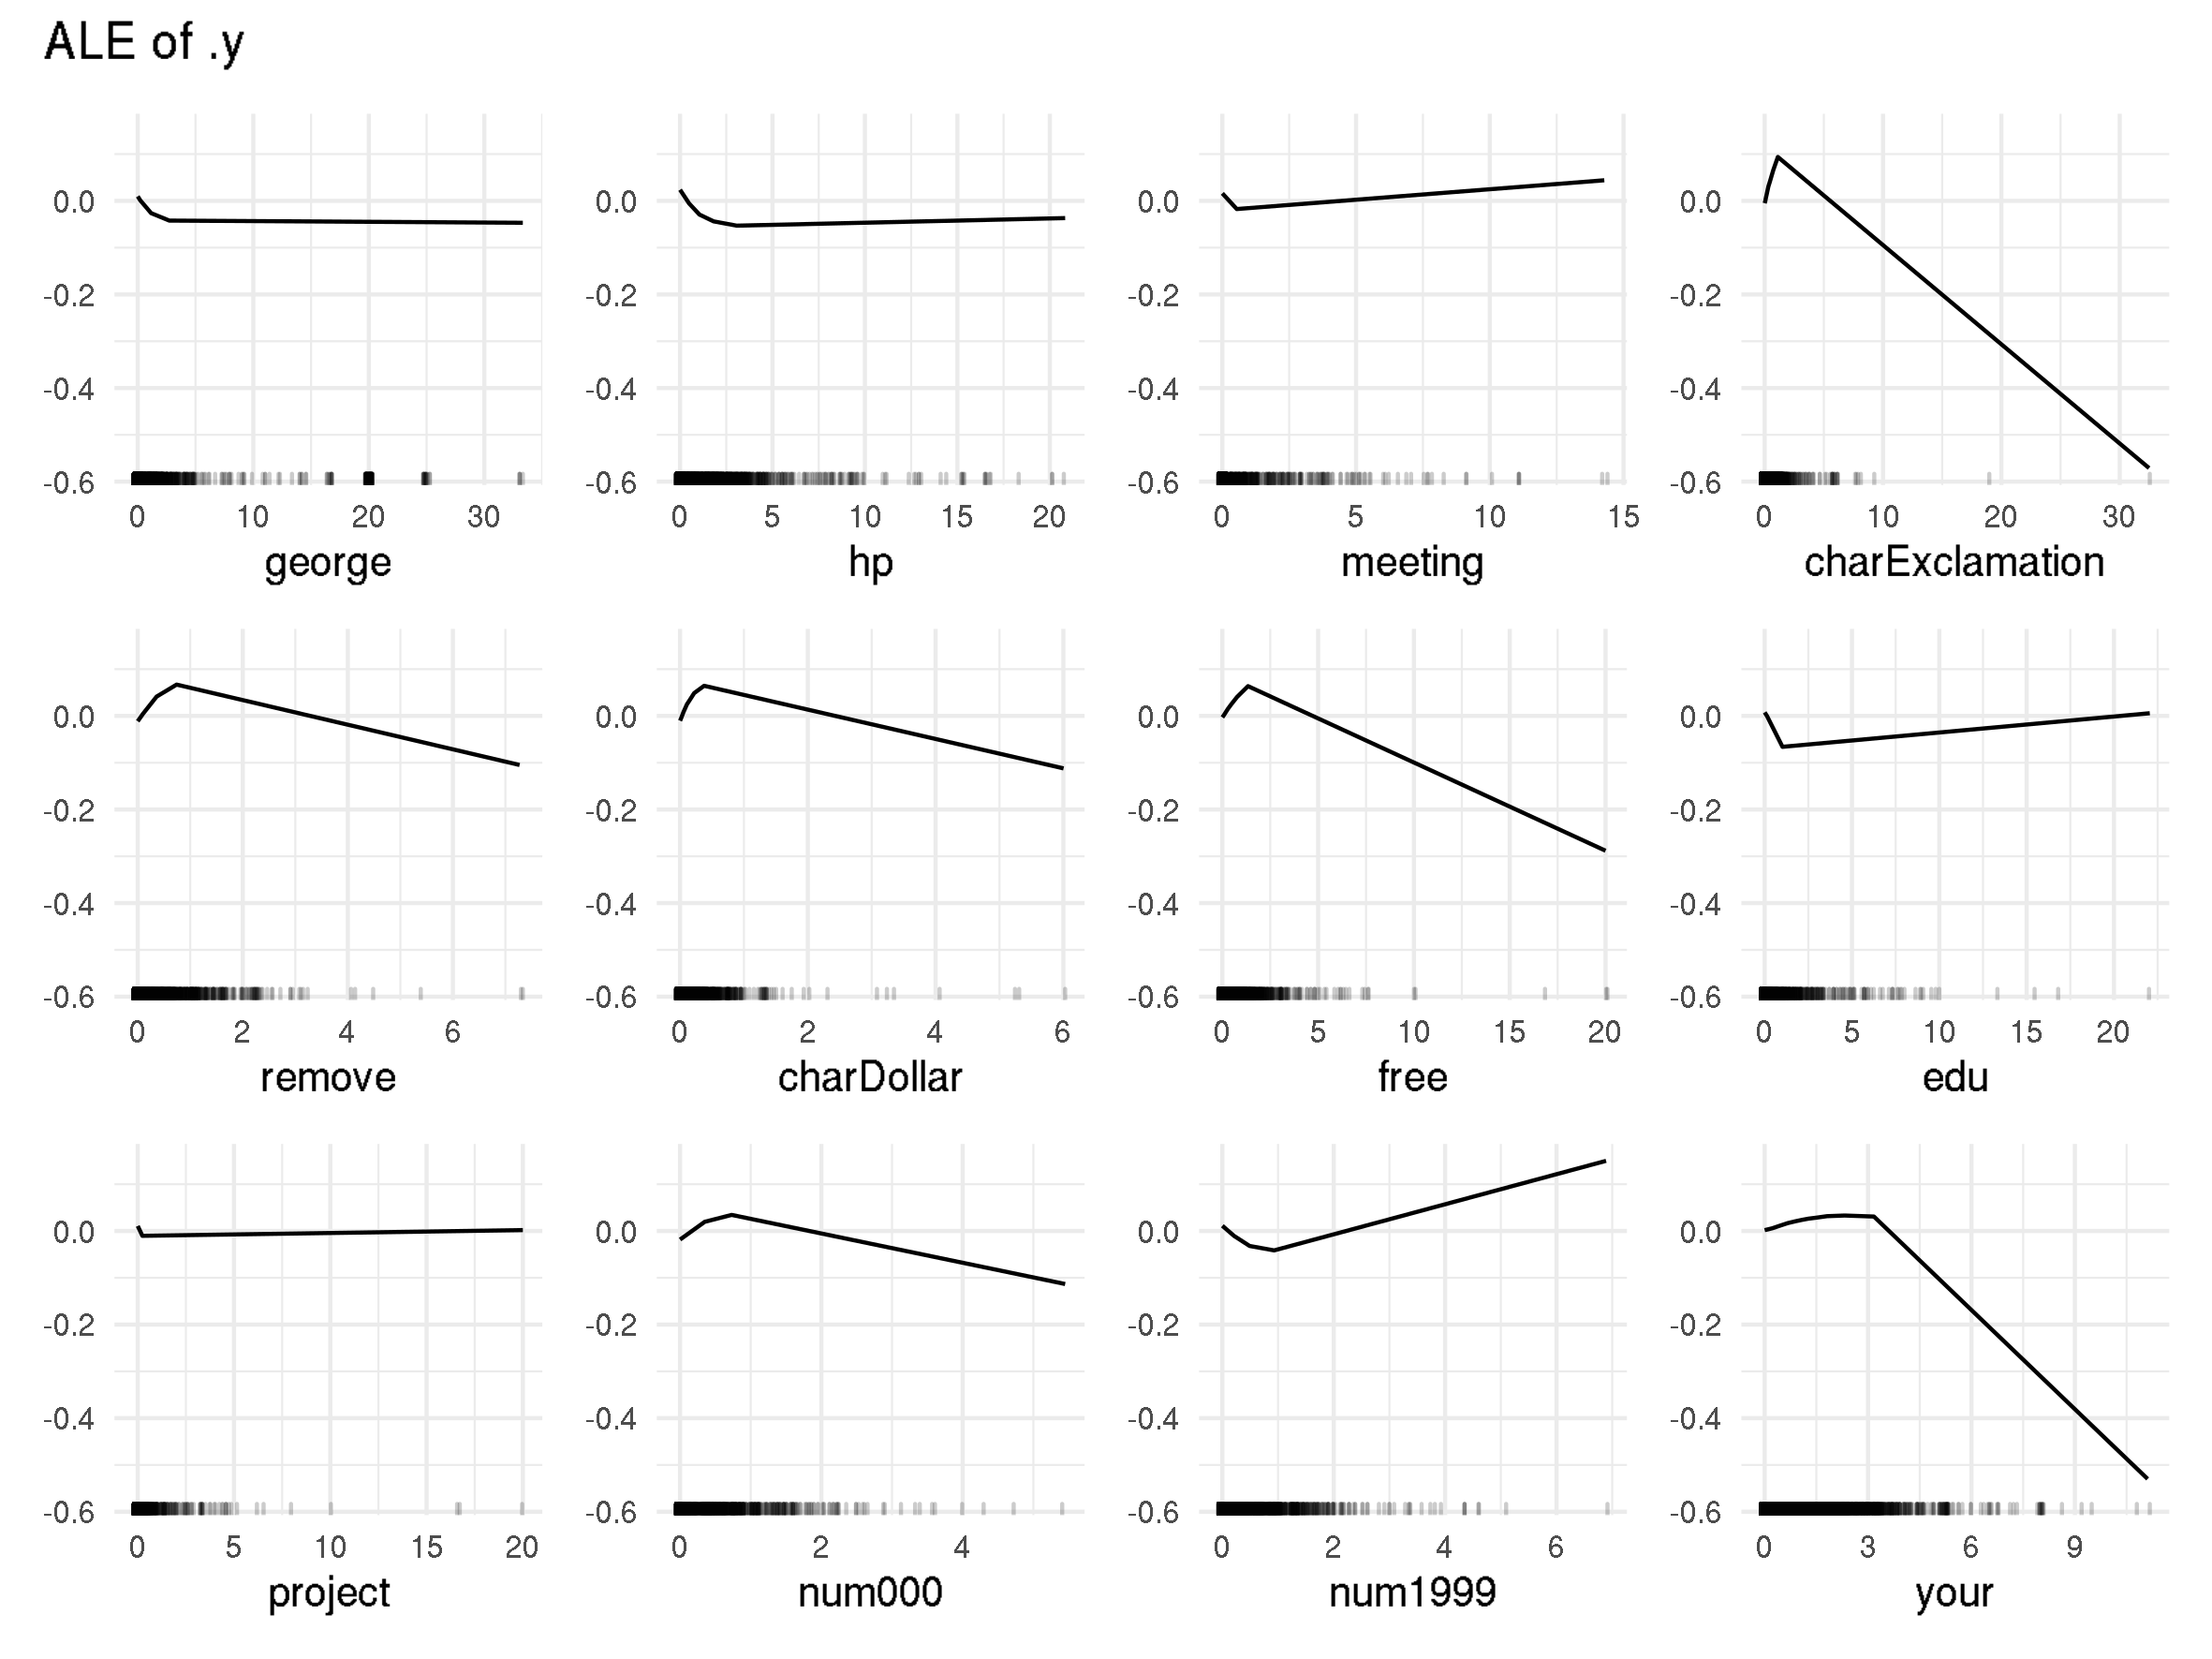 ALE of .y
0.0 0.0 0.0 0.0
-0.2 -0.2 -0.2 -0.2
-0.4 -0.4 -0.4 -0.4
-0.6 -0.6 -0.6 -0.6
0 10 20 30 0 5 10 15 20 0 5 10 15 0 10 20 30
george hp meeting charExclamation
0.0 0.0 0.0 0.0
-0.2 -0.2 -0.2 -0.2
-0.4 -0.4 -0.4 -0.4
-0.6 -0.6 -0.6 -0.6
0 2 4 6 0 2 4 6 0 5 10 15 20 0 5 10 15 20
remove charDollar free edu
0.0 0.0 0.0 0.0
-0.2 -0.2 -0.2 -0.2
-0.4 -0.4 -0.4 -0.4
-0.6 -0.6 -0.6 -0.6
0 5 10 15 20 0 2 4 0 2 4 6 0 3 6 9
project num000 num1999 your